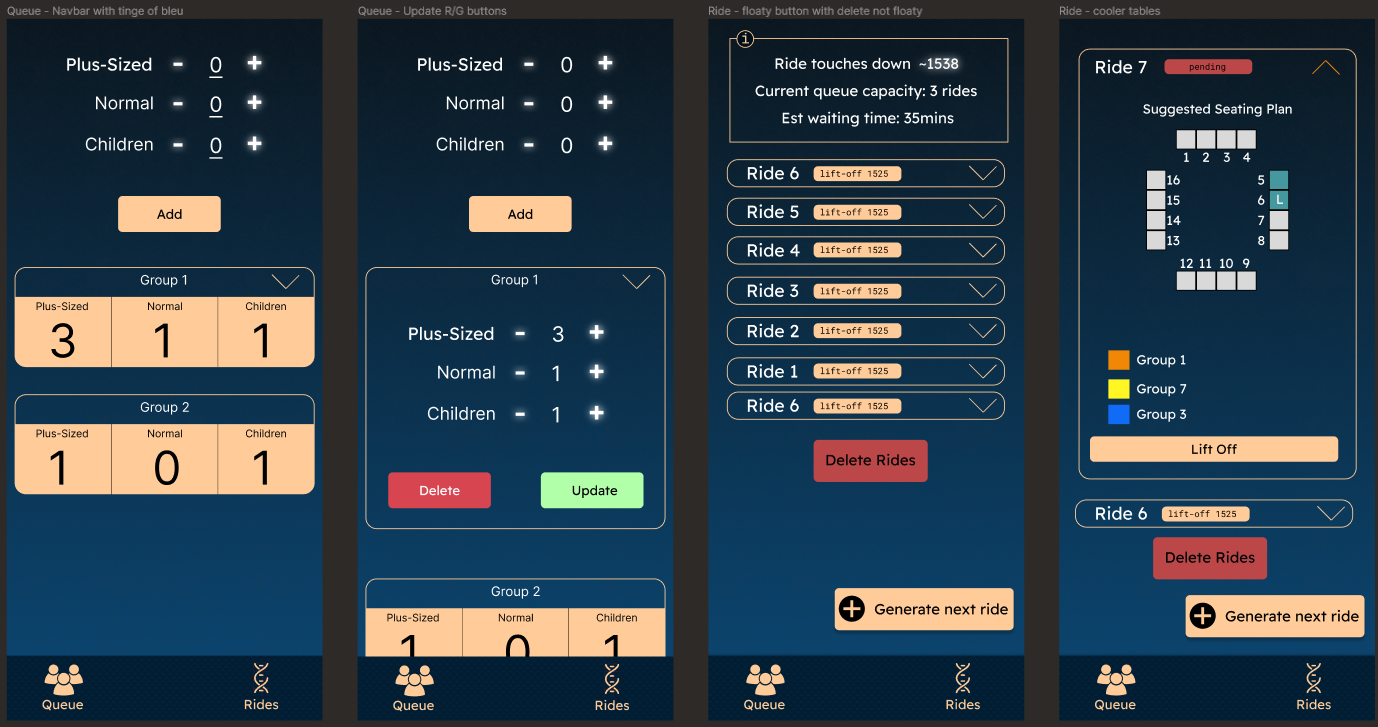 Queue - Navbar with tinge of bleu
Plus-Sized - 0 +
Normal - 0 +
Children - 0 +
Add
Group 1
Plus-Sized Normal Children
3 1 1
Group 2
Plus-Sized Normal Children
1 0 1
Queue Rides
Queue - Update R/G buttons
Plus-Sized - 0 +
Normal - 0 +
Children - 0 +
Add
Group 1
Plus-Sized - 3 +
Normal - 1 +
Children - 1 +
Delete Update
Group 2
Plus-Sized Normal Children
1 0 1
Queue Rides
Ride - floaty button with delete not floaty
i
Ride touches down ~1538
Current queue capacity: 3 rides
Est waiting time: 35mins
Ride 6 lift-off 1525
Ride 5 lift-off 1525
Ride 4 lift-off 1525
Ride 3 lift-off 1525
Ride 2 lift-off 1525
Ride 1 lift-off 1525
Ride 6 lift-off 1525
Delete Rides
+ Generate next ride
Queue Rides
Ride - cooler tables
Ride 7 pending
Suggested Seating Plan
1 2 3 4
16 5
15 6 L
14 7
13 8
12 11 10 9
Group 1
Group 7
Group 3
Lift Off
Ride 6 lift-off 1525
Delete Rides
+ Generate next ride
Queue Rides